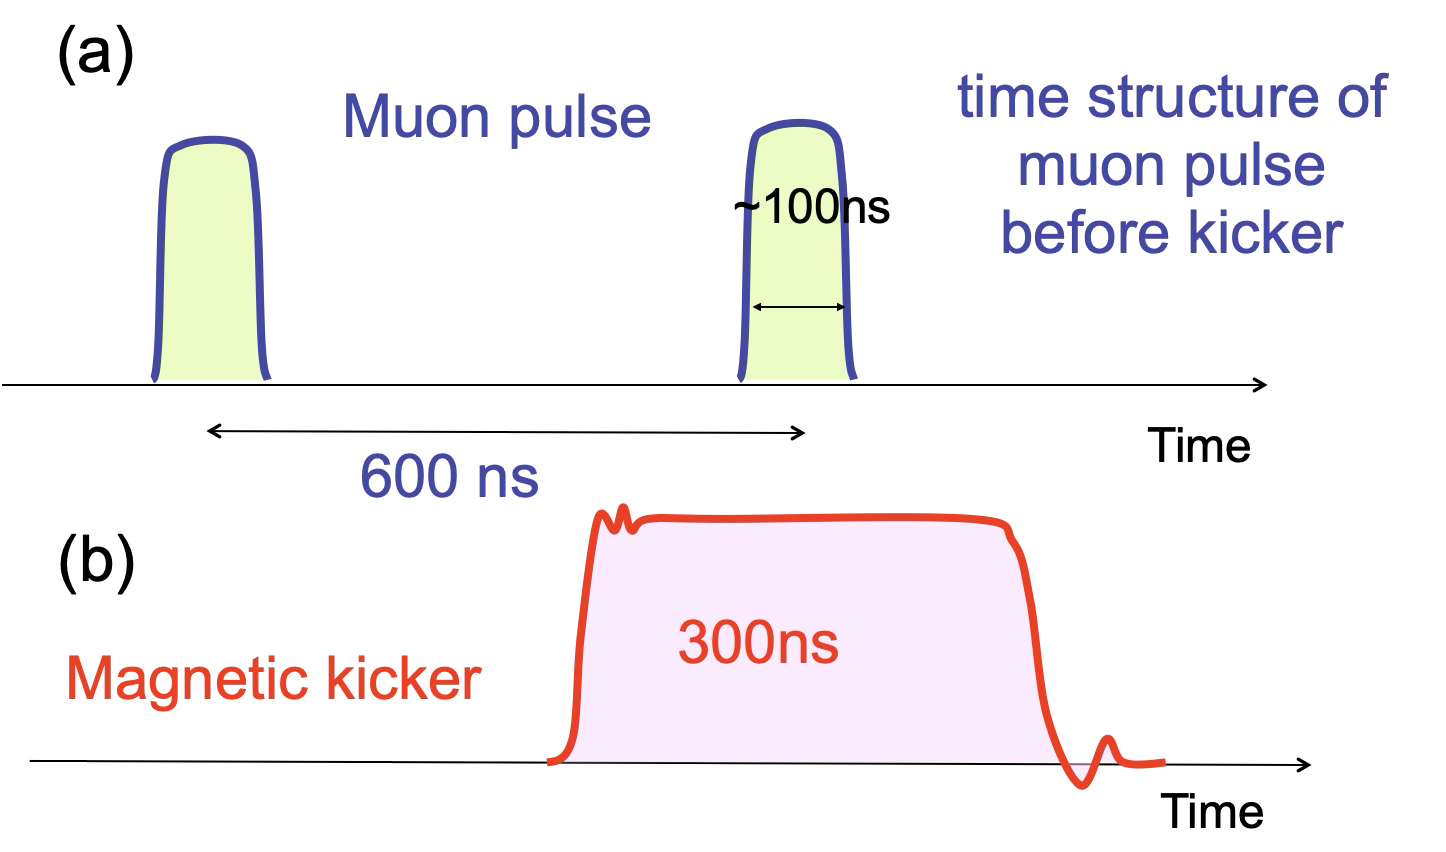 (a)
Muon pulse
time structure of
muon pulse
before kicker
~100ns
Time
600 ns
(b)
300ns
Magnetic kicker
Time